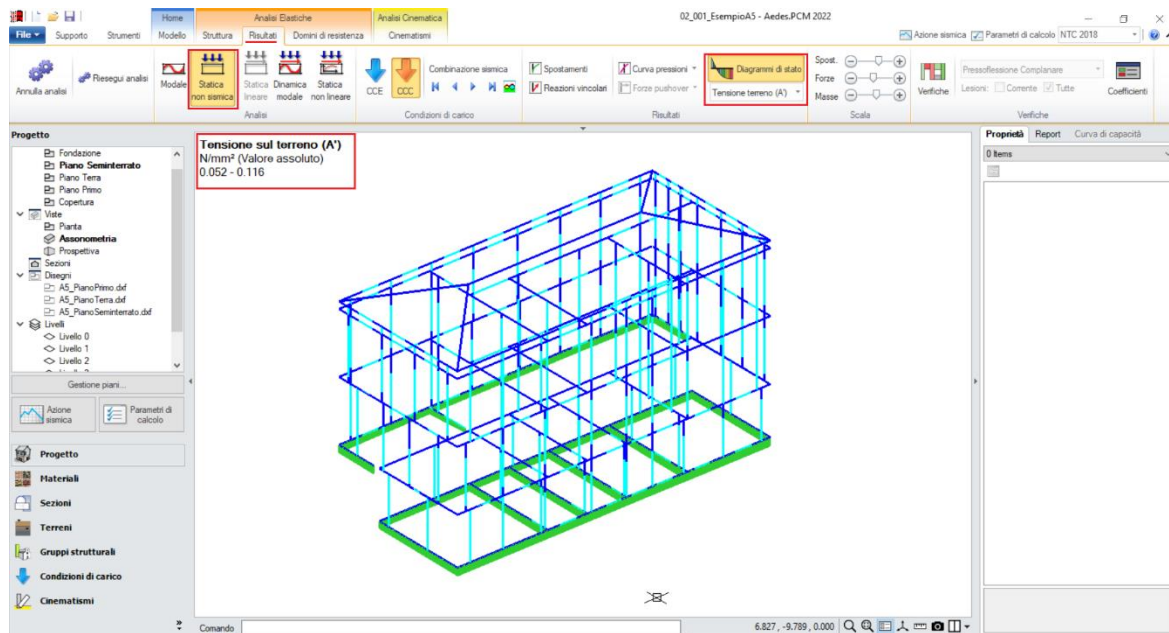 02_001_EsempioA5 - Aedes.PCM 2022
Home
Analisi Elastiche
Analisi Cinematica
File
Supporto
Strumenti
Modello
Struttura
Risultati
Domini di resistenza
Cinematismi
Azione sismica
Parametri di calcolo
NTC 2018
Annulla analisi
Riesegui analisi
Modale
Statica
non sismica
Statica
lineare
Dinamica
modale
Statica
non lineare
Analisi
CCE
CCC
Combinazione sismica
Condizioni di carico
Spostamenti
Reazioni vincolari
Curva pressioni
Forze pushover
Diagrammi di stato
Tensione terreno (A')
Risultati
Spost.
Forze
Masse
Scala
Verifiche
Pressoflessione Complanare
Lesioni:
Corrente
Tutte
Coefficienti
Verifiche
Progetto
Fondazione
Piano Seminterrato
Piano Terra
Piano Primo
Copertura
Viste
Pianta
Assonometria
Prospettiva
Sezioni
Disegni
A5_PianoPrimo.dxf
A5_PianoTerra.dxf
A5_PianoSeminterrato.dxf
Livelli
Livello 0
Livello 1
Livello 2
Gestione piani...
Azione
sismica
Parametri di
calcolo
Progetto
Materiali
Sezioni
Terreni
Gruppi strutturali
Condizioni di carico
Cinematismi
Tensione sul terreno (A')
N/mm² (Valore assoluto)
0.052 - 0.116
Proprietà
Report
Curva di capacità
0 Items
Comando
6.827 , -9.789 , 0.000